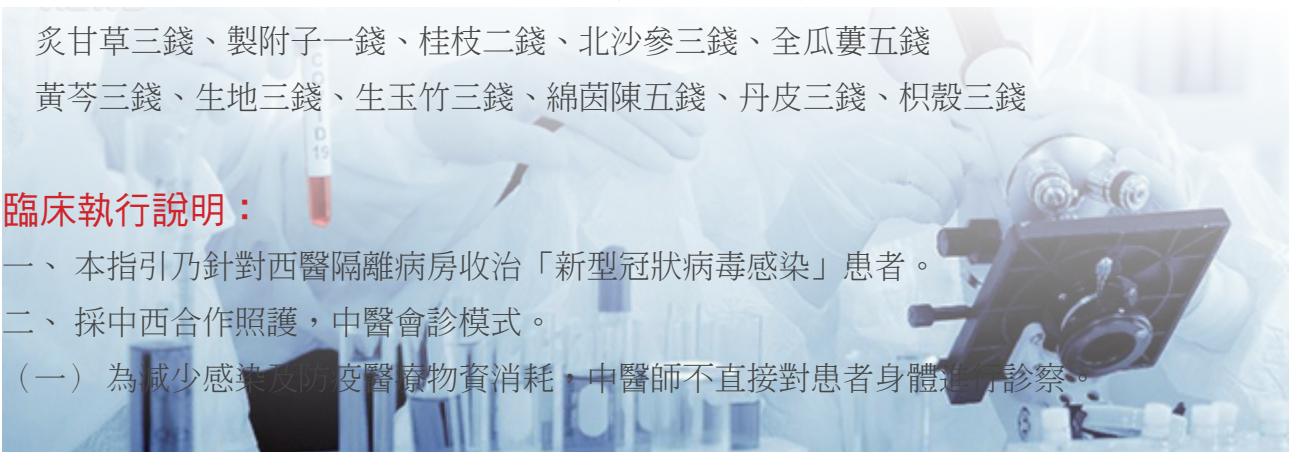 炙甘草三錢、製附子一錢、桂枝二錢、北沙參三錢、全瓜蔞五錢
黃芩三錢、生地三錢、生玉竹三錢、綿茵陳五錢、丹皮三錢、枳殼三錢
COVID 19
臨床執行說明：
一、 本指引乃針對西醫隔離病房收治「新型冠狀病毒感染」患者。
二、 採中西合作照護，中醫會診模式。
（一） 為減少感染及防疫醫療物資消耗，中醫師不直接對患者身體進行診察。